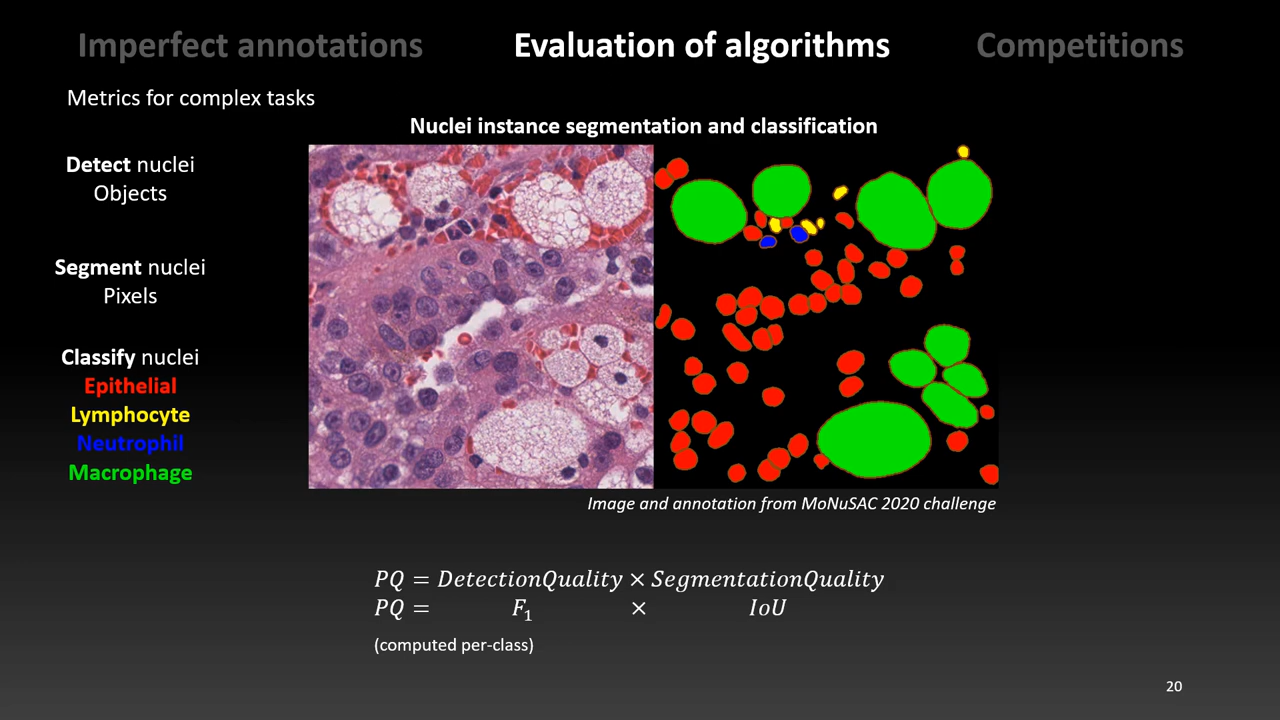 Imperfect annotations Evaluation of algorithms Competitions
Metrics for complex tasks
Nuclei instance segmentation and classification
Detect nuclei
Objects
Segment nuclei
Pixels
Classify nuclei
Epithelial
Lymphocyte
Neutrophil
Macrophage
Image and annotation from MoNuSAC 2020 challenge
PQ = DetectionQuality × SegmentationQuality
PQ = F₁ × IoU
(computed per-class)
20